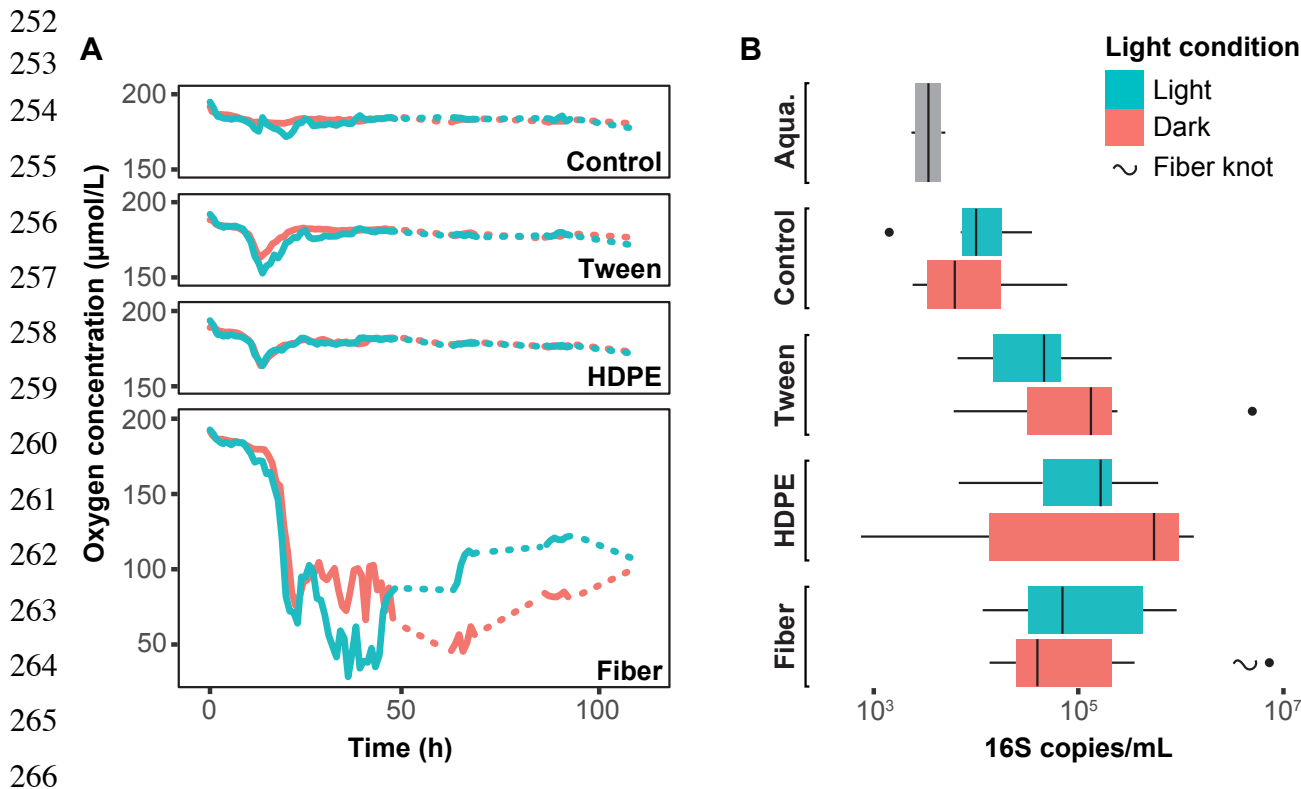 252
253
254
255
256
257
258
259
260
261
262
263
264
265
266
A
Oxygen concentration (µmol/L)
200
150
Control
200
150
Tween
200
150
HDPE
200
150
100
50
Fiber
0
50
100
Time (h)
B
Light condition
Light
Dark
Fiber knot
Aqua.
Control
Tween
HDPE
Fiber
10³
10⁵
10⁷
16S copies/mL